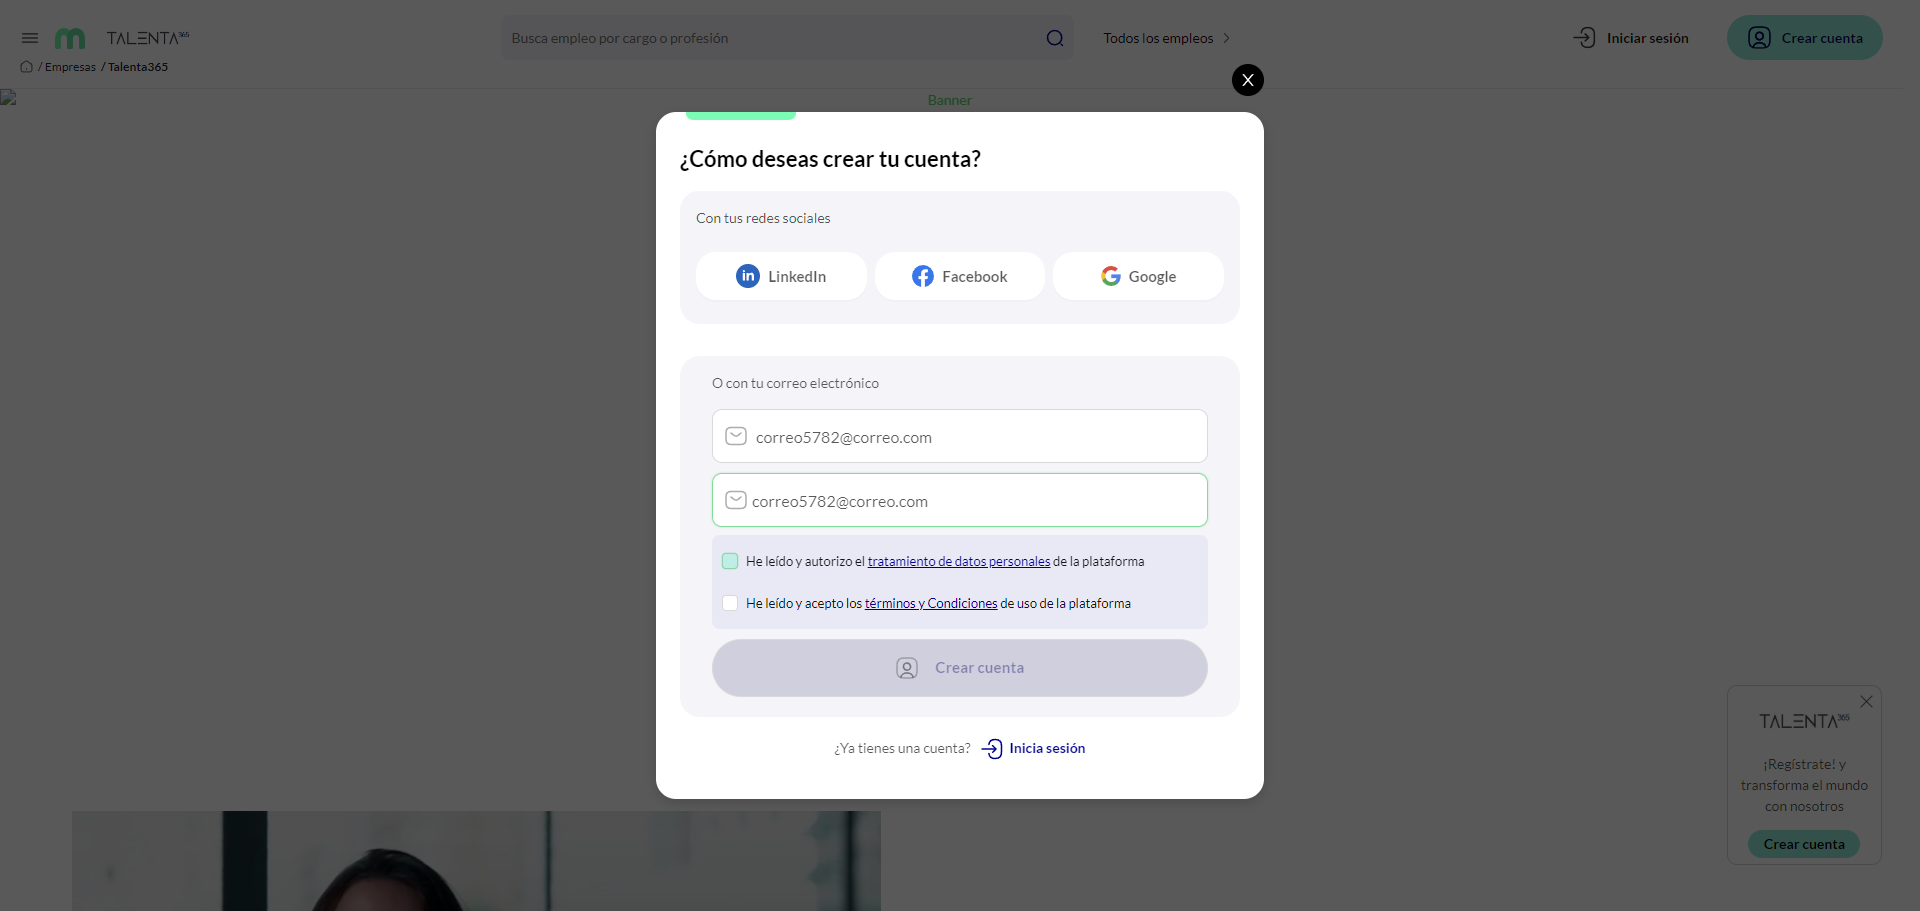 TALENTA365
Busca empleo por cargo o profesión
Todos los empleos
Iniciar sesión
Crear cuenta
/ Empresas / Talenta365
X
Banner
¿Cómo deseas crear tu cuenta?
Con tus redes sociales
in LinkedIn
Facebook
Google
O con tu correo electrónico
correo5782@correo.com
correo5782@correo.com
He leído y autorizo el tratamiento de datos personales de la plataforma
He leído y acepto los términos y Condiciones de uso de la plataforma
Crear cuenta
¿Ya tienes una cuenta? Inicia sesión
TALENTA365
¡Regístrate! y
transforma el mundo
con nosotros
Crear cuenta